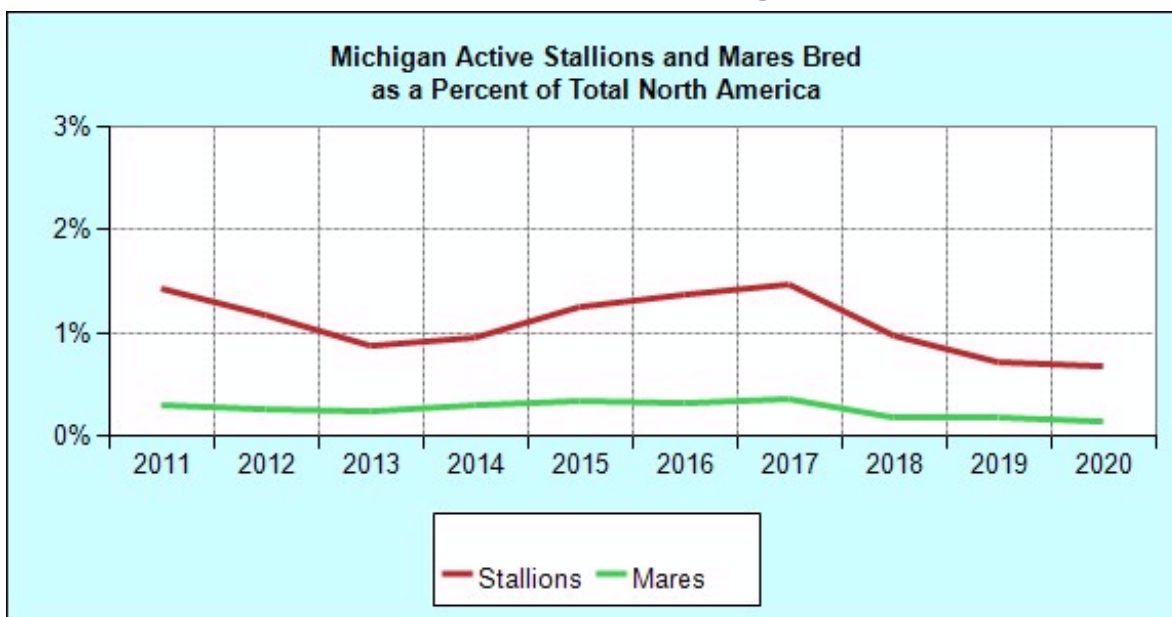 Michigan Active Stallions and Mares Bred
as a Percent of Total North America
3%
2%
1%
0%
2011 2012 2013 2014 2015 2016 2017 2018 2019 2020
Stallions Mares